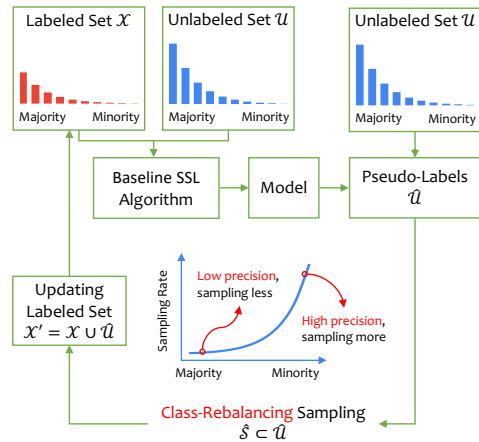 Labeled Set 𝒳
Unlabeled Set 𝒰
Unlabeled Set 𝒰
Majority
Minority
Majority
Minority
Majority
Minority
Baseline SSL
Algorithm
Model
Pseudo-Labels
𝒰̂
Updating
Labeled Set
𝒳′ = 𝒳 ∪ 𝒰̂
Sampling Rate
Low precision,
sampling less
High precision,
sampling more
Majority
Minority
Class-Rebalancing Sampling
𝒮̂ ⊂ 𝒰̂